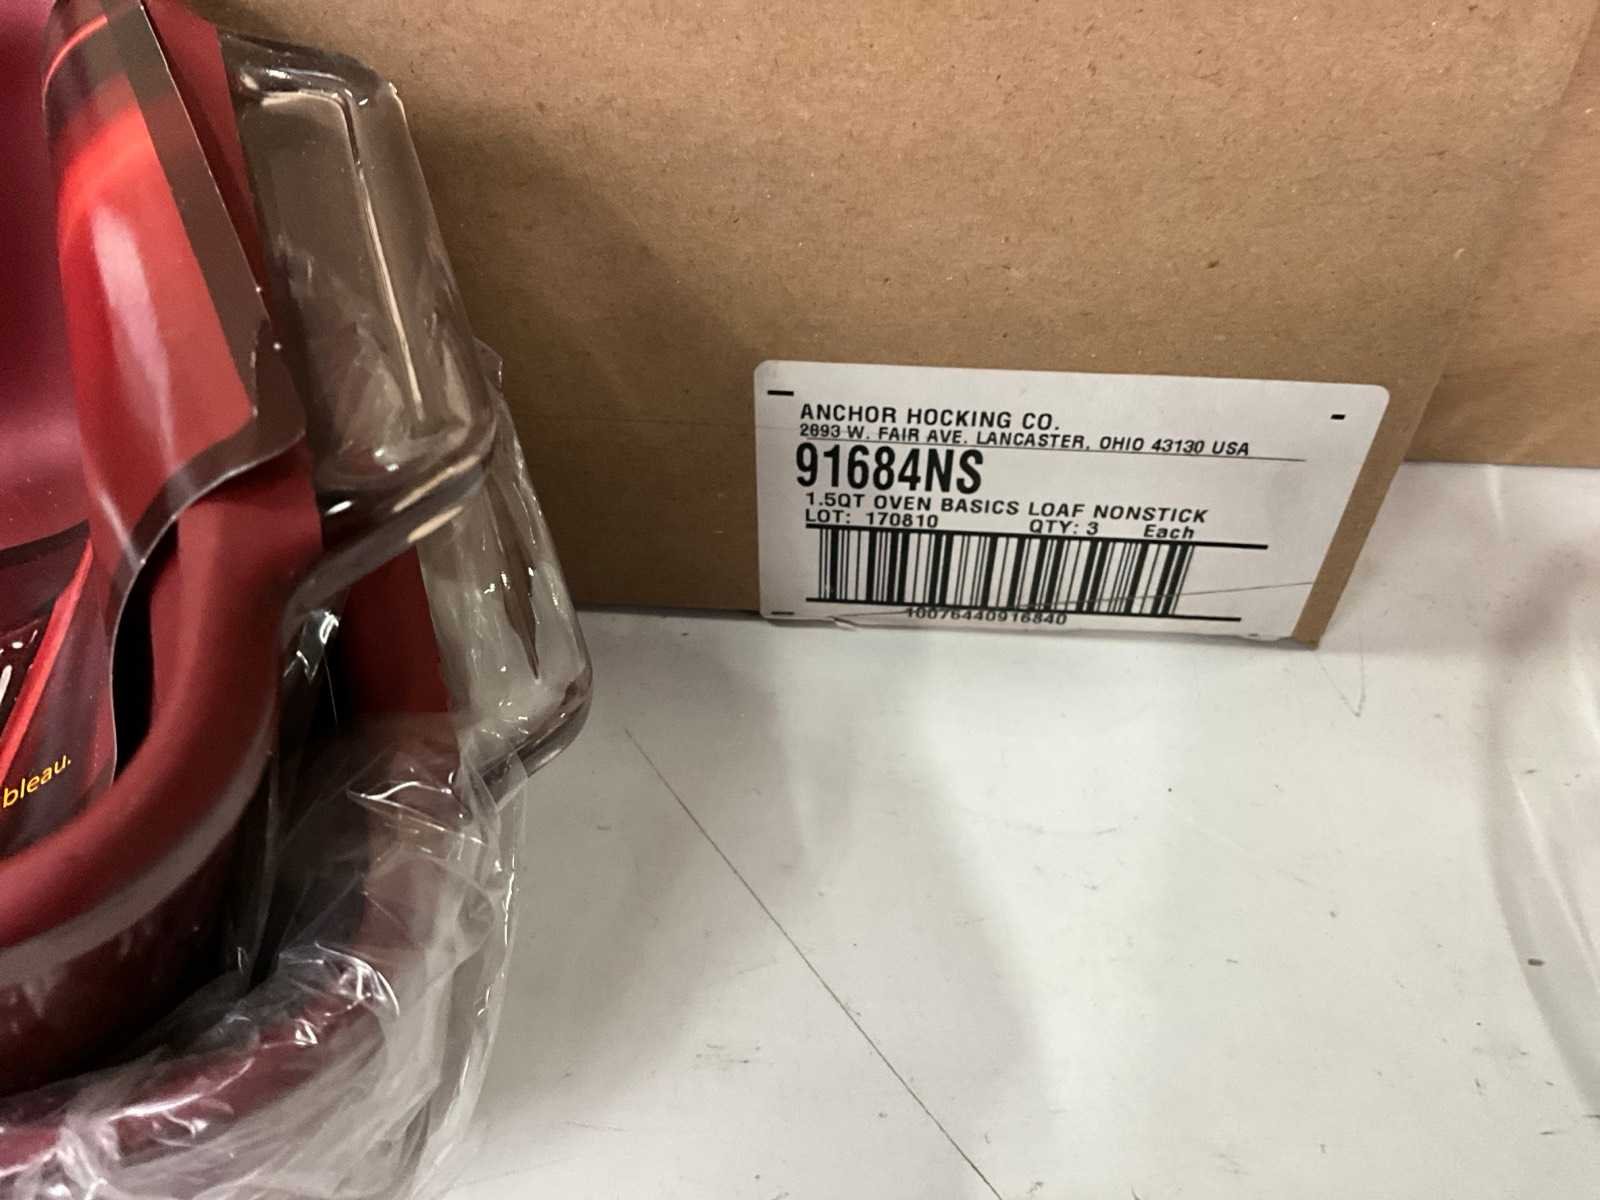 ANCHOR HOCKING CO.
2893 W. FAIR AVE. LANCASTER, OHIO 43130 USA
91684NS
1.5QT OVEN BASICS LOAF NONSTICK
LOT: 170810 QTY: 3 Each
10076440916840
bleau.